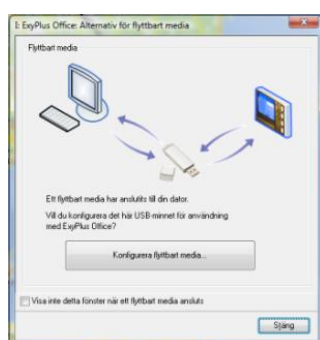 I: ExyPlus Office: Alternativ för flyttbart media
Flyttbart media
Ett flyttbart media har anslutits till din dator.
Vill du konfigurera det här USB-minnet för användning
med ExyPlus Office?
Konfigurera flyttbart media...
Visa inte detta fönster när ett flyttbart media ansluts
Stäng